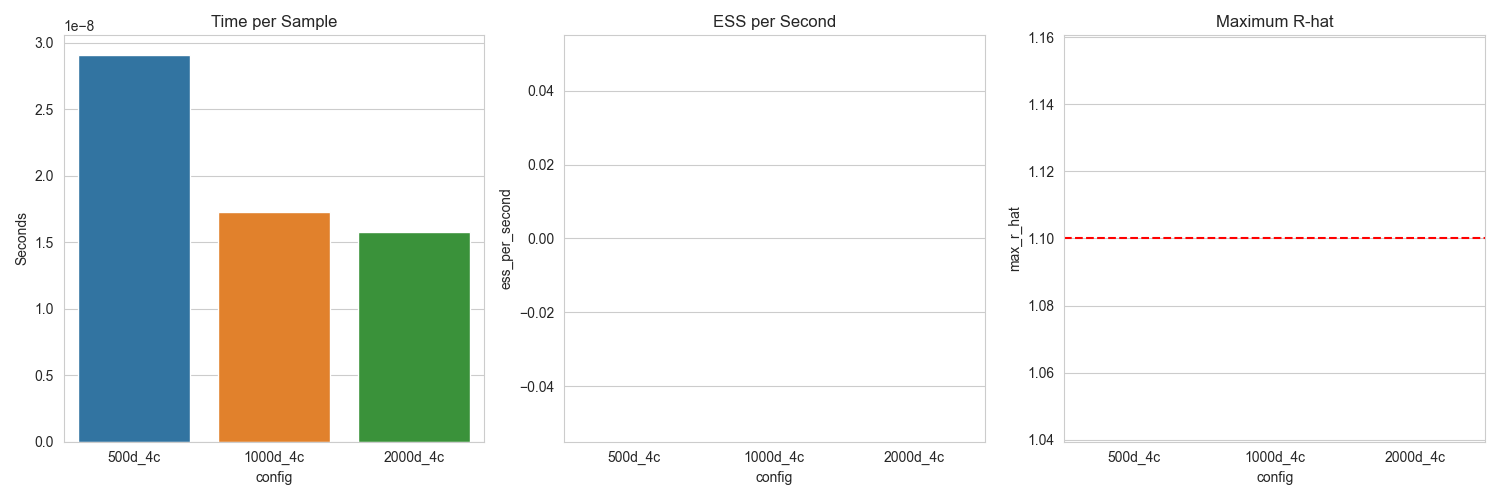 Time per Sample
1e−8
3.0
2.5
2.0
1.5
1.0
0.5
0.0
Seconds
500d_4c 1000d_4c 2000d_4c
config
ESS per Second
0.04
0.02
0.00
−0.02
−0.04
ess_per_second
500d_4c 1000d_4c 2000d_4c
config
Maximum R-hat
1.16
1.14
1.12
1.10
1.08
1.06
1.04
max_r_hat
500d_4c 1000d_4c 2000d_4c
config